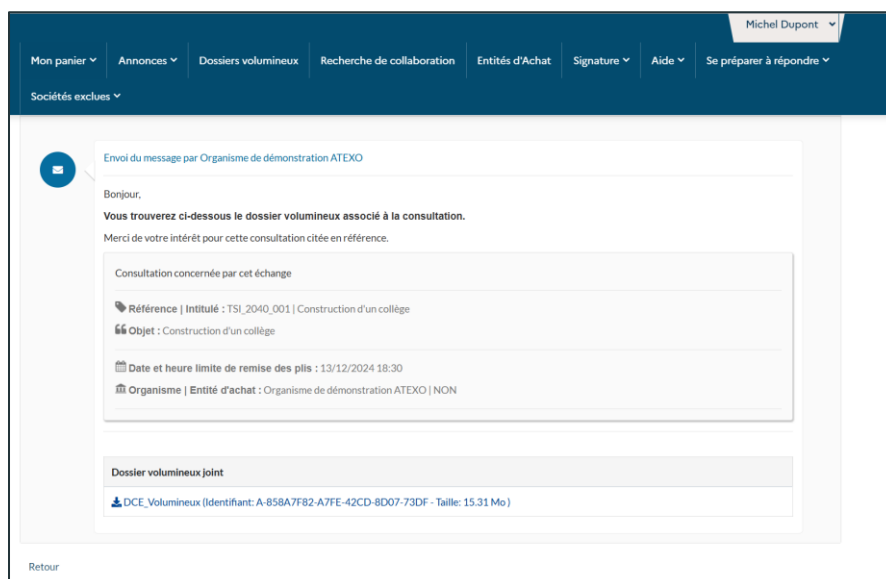 Michel Dupont
Mon panier Annonces Dossiers volumineux Recherche de collaboration Entités d'Achat Signature Aide Se préparer à répondre
Sociétés exclues
Envoi du message par Organisme de démonstration ATEXO
Bonjour,
Vous trouverez ci-dessous le dossier volumineux associé à la consultation.
Merci de votre intérêt pour cette consultation citée en référence.
Consultation concernée par cet échange
Référence | Intitulé : TSI_2040_001 | Construction d'un collège
Objet : Construction d'un collège
Date et heure limite de remise des plis : 13/12/2024 18:30
Organisme | Entité d'achat : Organisme de démonstration ATEXO | NON
Dossier volumineux joint
DCE_Volumineux (Identifiant: A-858A7F82-A7FE-42CD-8D07-73DF - Taille: 15.31 Mo )
Retour